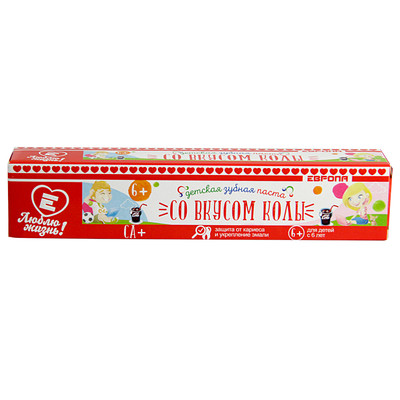 ЕВРОПА
6+
детская зубная паста
СО ВКУСОМ КОЛЫ
Е
Люблю
жизнь!
CA+
защита от кариеса
и укрепление эмали
6+
для детей
с 6 лет